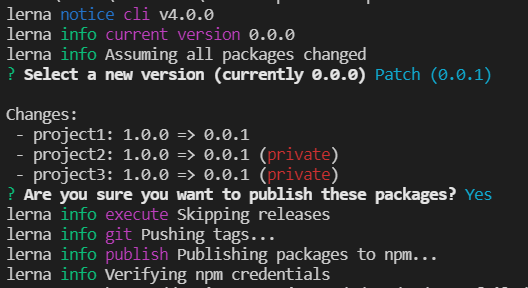 lerna notice cli v4.0.0
lerna info current version 0.0.0
lerna info Assuming all packages changed
? Select a new version (currently 0.0.0) Patch (0.0.1)
Changes:
- project1: 1.0.0 => 0.0.1
- project2: 1.0.0 => 0.0.1 (private)
- project3: 1.0.0 => 0.0.1 (private)
? Are you sure you want to publish these packages? Yes
lerna info execute Skipping releases
lerna info git Pushing tags...
lerna info publish Publishing packages to npm...
lerna info Verifying npm credentials